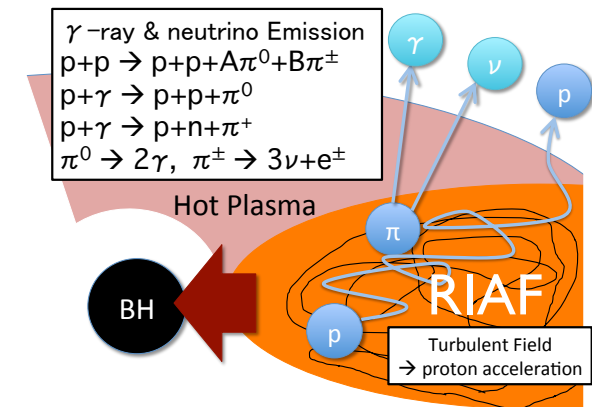 γ-ray & neutrino Emission
p+p → p+p+Aπ⁰+Bπ±
p+γ → p+p+π⁰
p+γ → p+n+π⁺
π⁰ → 2γ, π± → 3ν+e±
γ
ν
p
Hot Plasma
π
BH
RIAF
p
Turbulent Field
→ proton acceleration